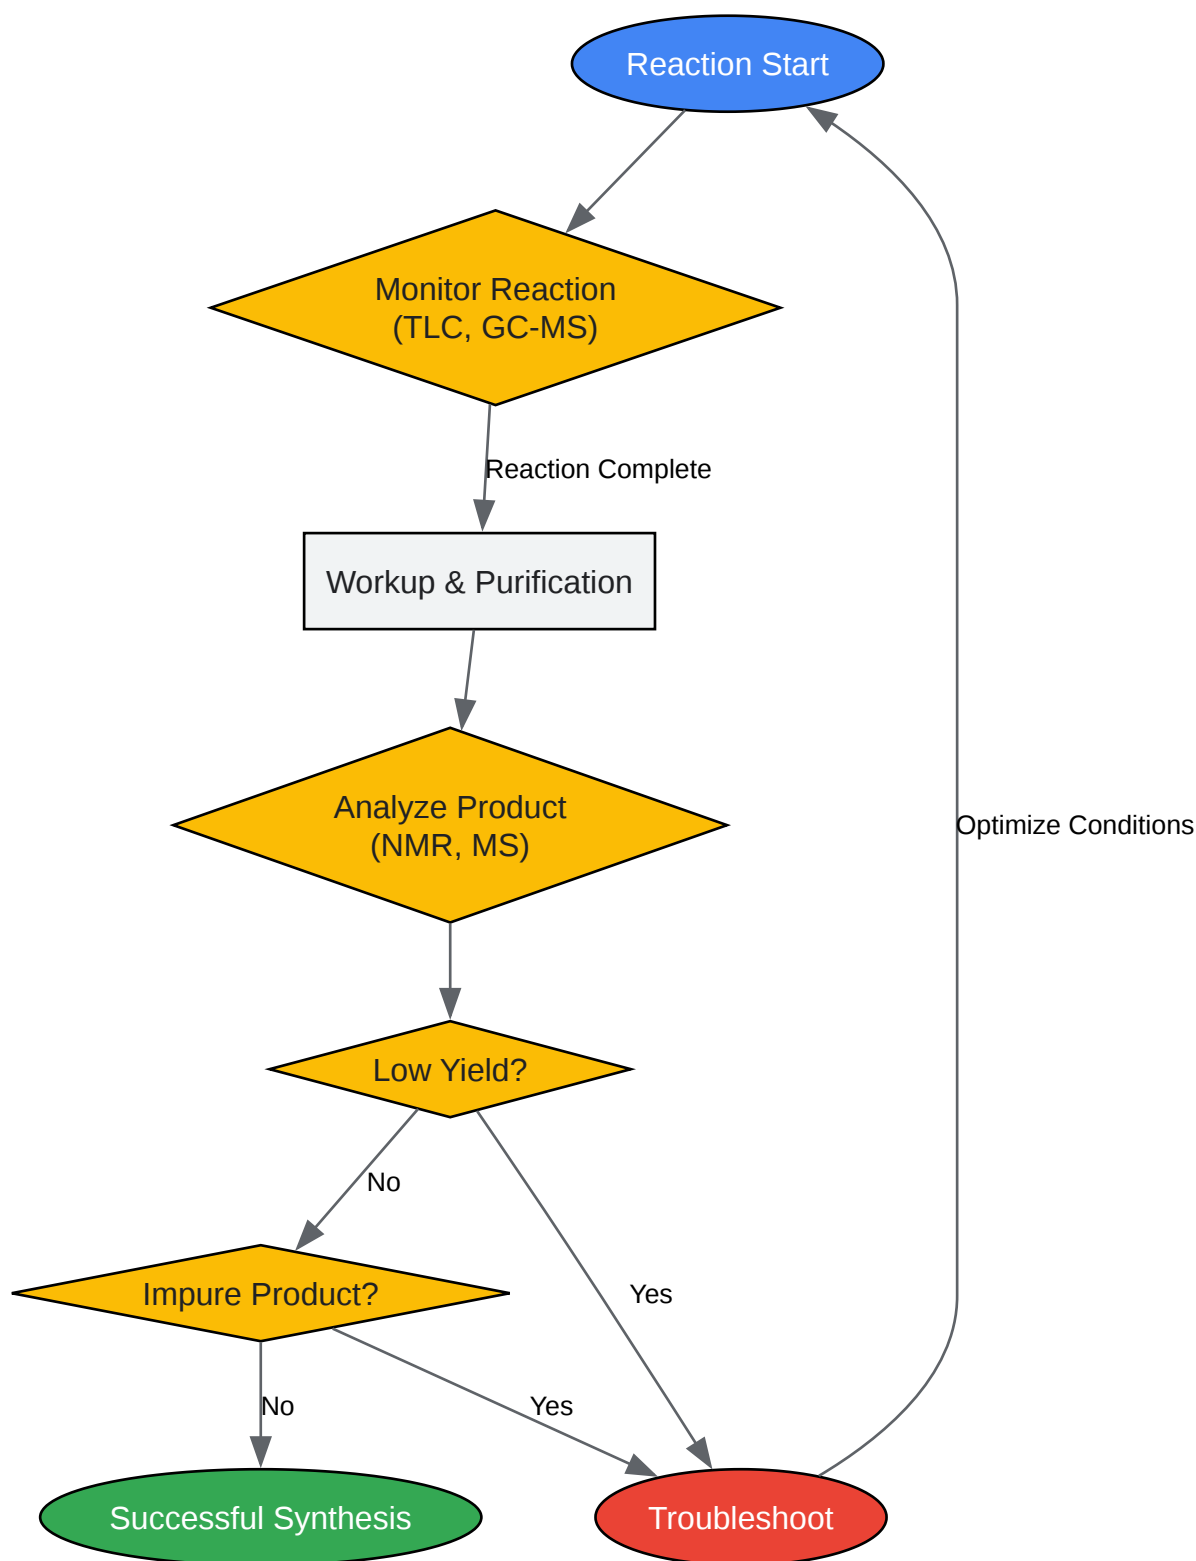 Reaction Start
Monitor Reaction
(TLC, GC-MS)
Reaction Complete
Workup & Purification
Analyze Product
(NMR, MS)
Optimize Conditions
Low Yield?
No
Yes
Impure Product?
No
Yes
Successful Synthesis
Troubleshoot